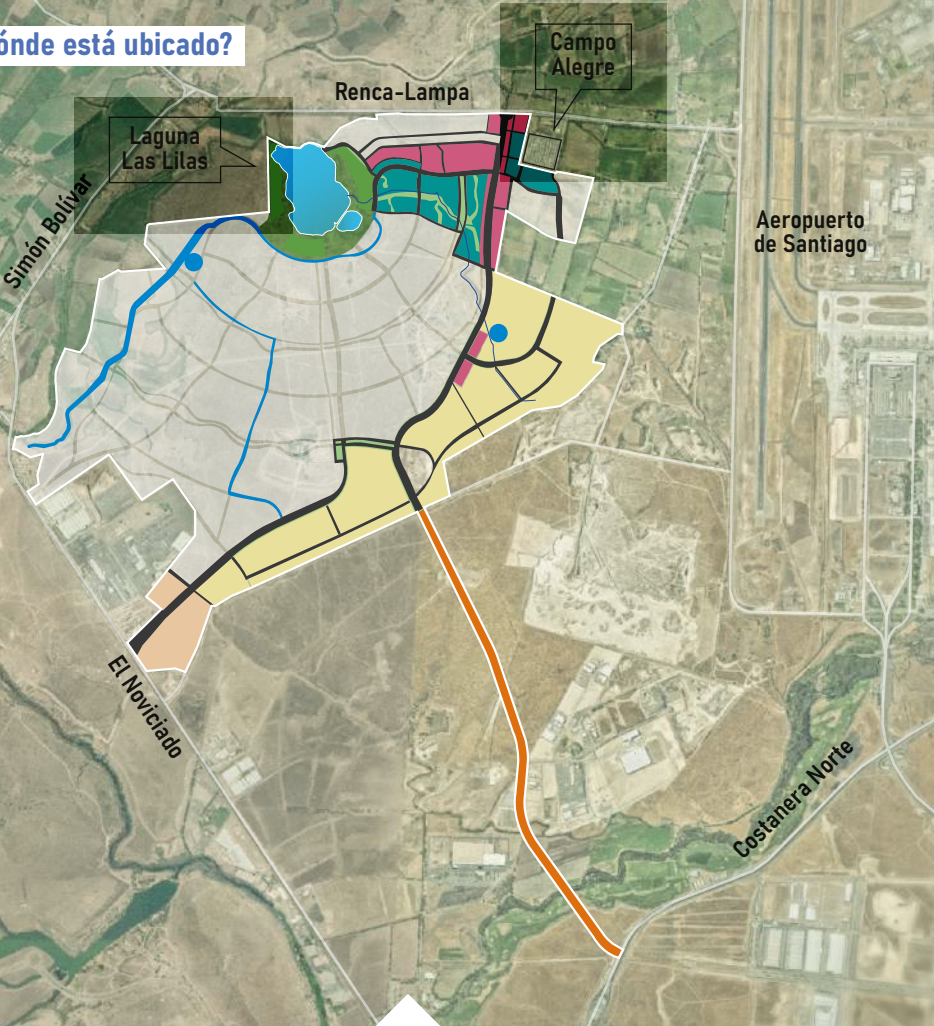 ónde está ubicado?
Campo
Alegre
Renca-Lampa
Laguna
Las Lilas
Simón Bolívar
Aeropuerto
de Santiago
El Noviciado
Costanera Norte